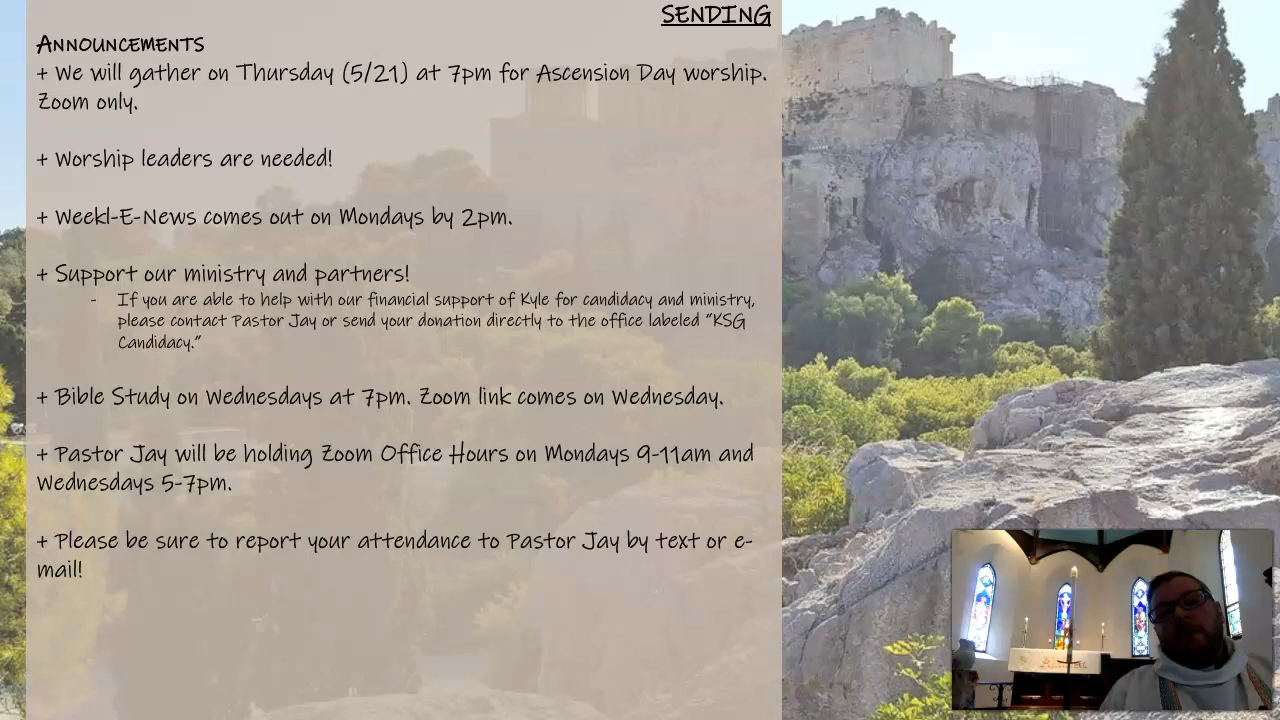 SENDING
ANNOUNCEMENTS
+ We will gather on Thursday (5/21) at 7pm for Ascension Day worship.
Zoom only.
+ Worship leaders are needed!
+ Weekl-E-News comes out on Mondays by 2pm.
+ Support our ministry and partners!
- If you are able to help with our financial support of Kyle for candidacy and ministry,
please contact Pastor Jay or send your donation directly to the office labeled “KSG
Candidacy.”
+ Bible Study on Wednesdays at 7pm. Zoom link comes on Wednesday.
+ Pastor Jay will be holding Zoom Office Hours on Mondays 9-11am and
Wednesdays 5-7pm.
+ Please be sure to report your attendance to Pastor Jay by text or e-
mail!